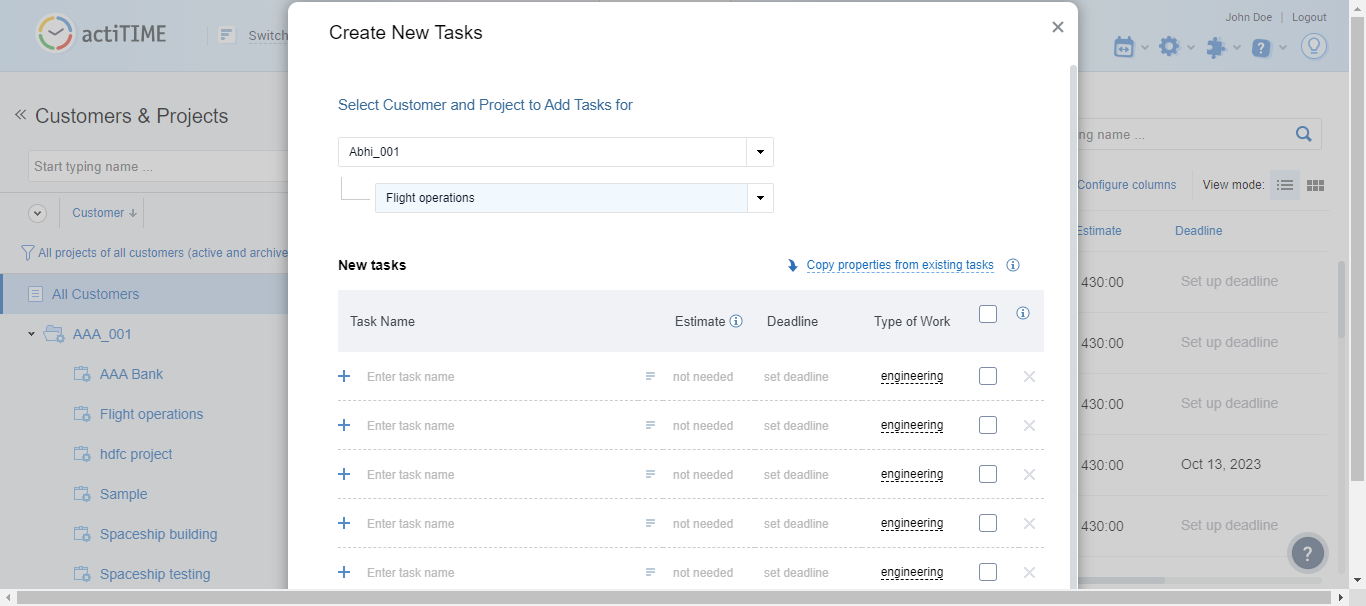 actiTIME
Switch
John Doe | Logout
Create New Tasks
Customers & Projects
Start typing name ...
Customer
All projects of all customers (active and archive
All Customers
AAA_001
AAA Bank
Flight operations
hdfc project
Sample
Spaceship building
Spaceship testing
Select Customer and Project to Add Tasks for
Abhi_001
Flight operations
New tasks
Copy properties from existing tasks
Task Name Estimate Deadline Type of Work
Enter task name not needed set deadline engineering
Enter task name not needed set deadline engineering
Enter task name not needed set deadline engineering
Enter task name not needed set deadline engineering
Enter task name not needed set deadline engineering
ng name ...
Configure columns View mode:
Estimate Deadline
430:00 Set up deadline
430:00 Set up deadline
430:00 Set up deadline
430:00 Oct 13, 2023
430:00 Set up deadline
?